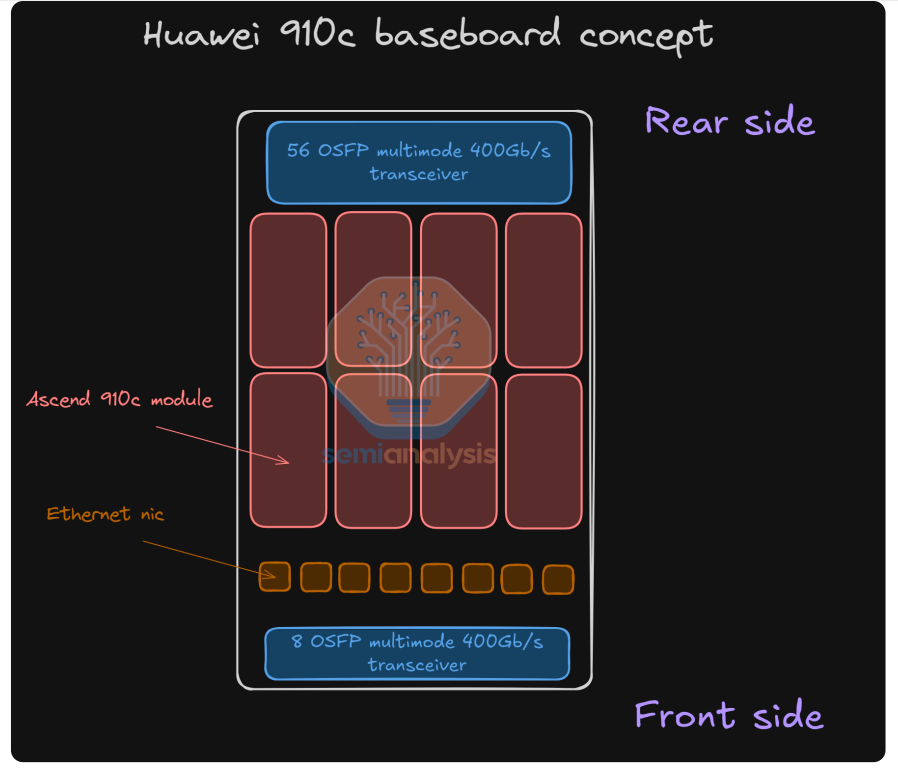 Huawei 910c baseboard concept
Rear side
56 OSFP multimode 400Gb/s
transceiver
semianalysis
Ascend 910c module
Ethernet nic
8 OSFP multimode 400Gb/s
transceiver
Front side